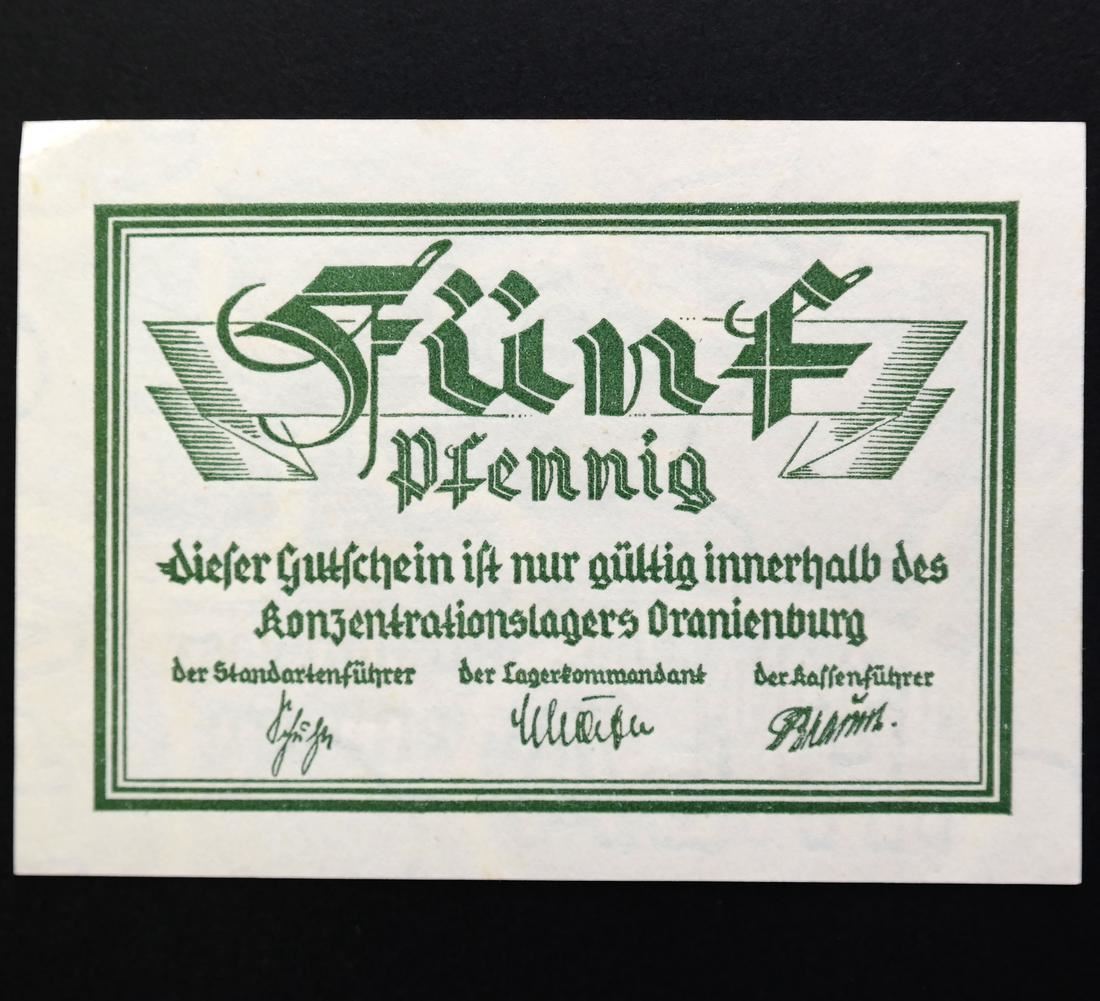 Fünf
Pfennig
dieser Gutschein ist nur gültig innerhalb des
Konzentrationslagers Oranienburg
der Standartenführer der Lagerkommandant der Kassenführer